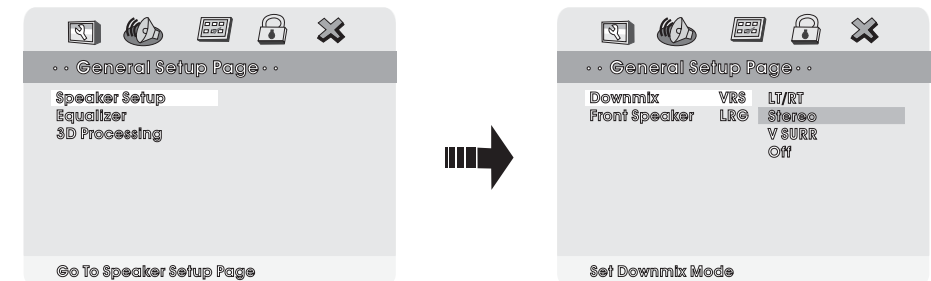 ·· General Setup Page ··
Speaker Setup
Equalizer
3D Processing
Go To Speaker Setup Page
·· General Setup Page ··
Downmix VRS LT/RT
Front Speaker LRG Stereo
V SURR
Off
Set Downmix Mode